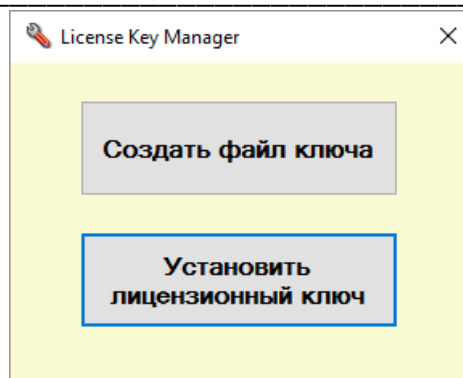 License Key Manager
Создать файл ключа
Установить
лицензионный ключ